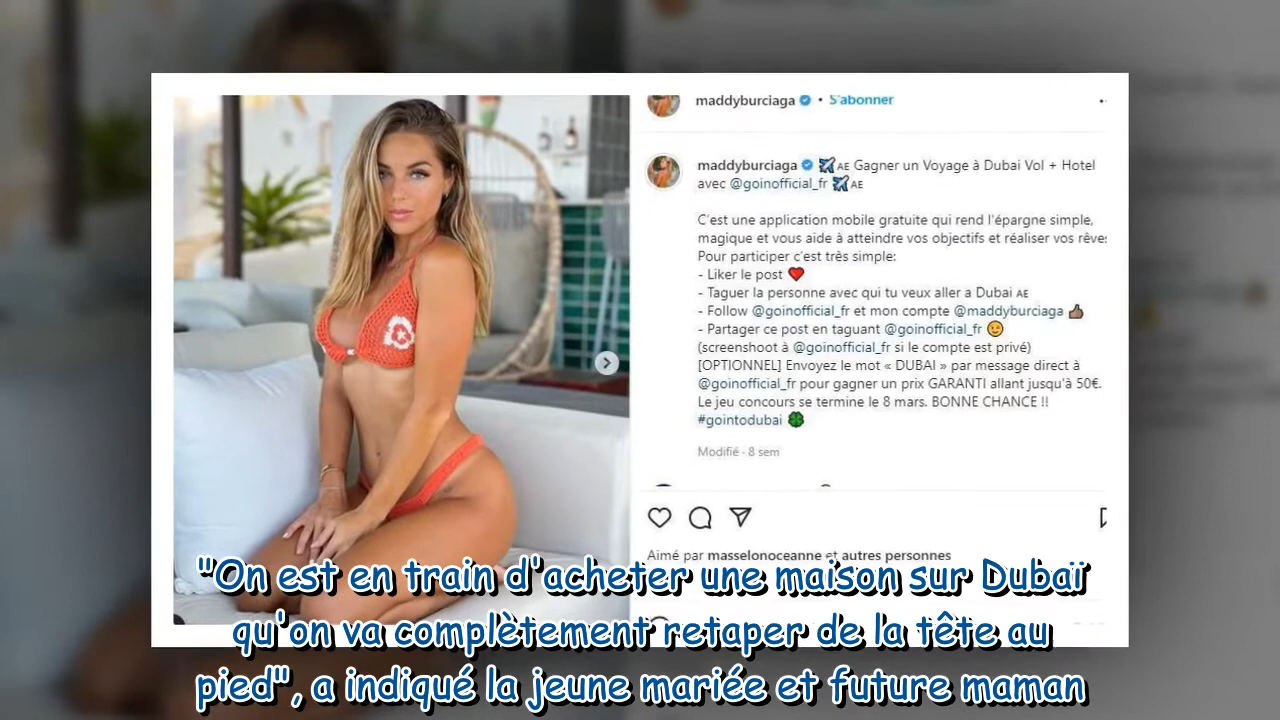 maddyburciaga • S'abonner
maddyburciaga ✈️ AE Gagner un Voyage à Dubai Vol + Hotel
avec @goinofficial_fr ✈️ AE
C'est une application mobile gratuite qui rend l'épargne simple,
magique et vous aide à atteindre vos objectifs et réaliser vos rêves
Pour participer c'est très simple:
- Liker le post ❤️
- Taguer la personne avec qui tu veux aller a Dubai AE
- Follow @goinofficial_fr et mon compte @maddyburciaga 👍🏽
- Partager ce post en taguant @goinofficial_fr 😉
(screenshoot à @goinofficial_fr si le compte est privé)
[OPTIONNEL] Envoyez le mot « DUBAI » par message direct à
@goinofficial_fr pour gagner un prix GARANTI allant jusqu'à 50€.
Le jeu concours se termine le 8 mars. BONNE CHANCE !!
#gointodubai 🍀
Modifié · 8 sem
Aimé par masselonoceanne et autres personnes
"On est en train d'acheter une maison sur Dubaï
qu'on va complètement retaper de la tête au
pied", a indiqué la jeune mariée et future maman